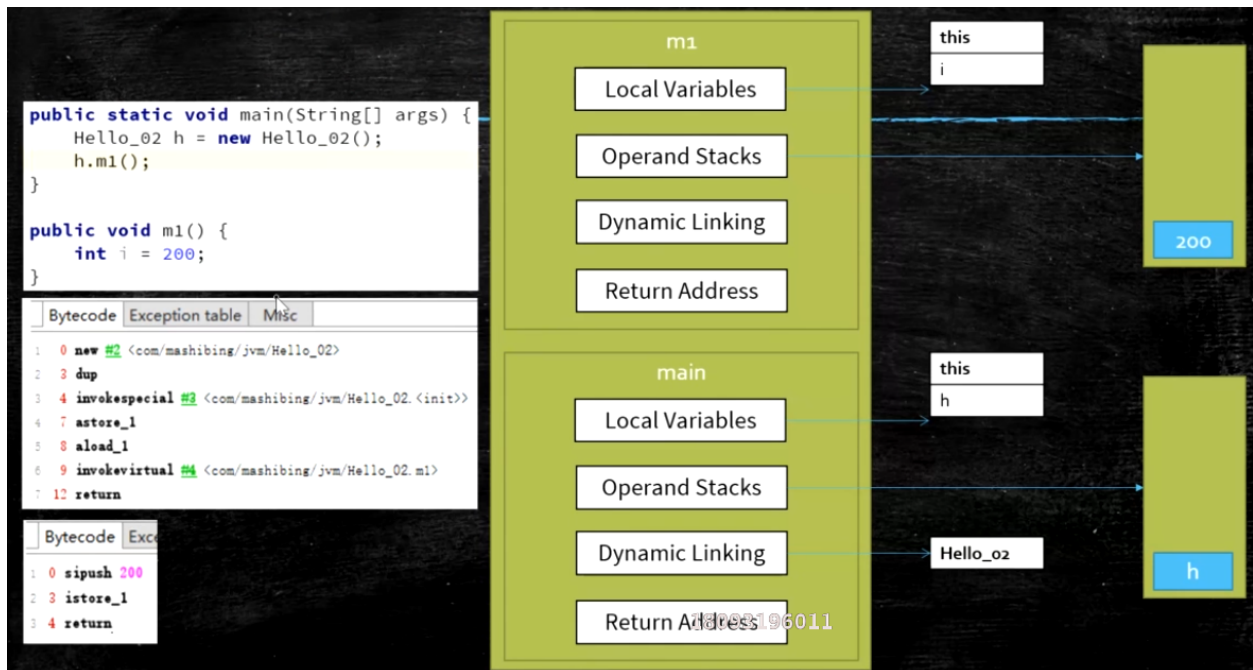 public static void main(String[] args) {
    Hello_02 h = new Hello_02();
    h.m1();
}
public void m1() {
    int i = 200;
}
Bytecode Exception table Misc
1 0 new #2 <com/mashibing/jvm/Hello_02>
2 3 dup
3 4 invokespecial #3 <com/mashibing/jvm/Hello_02.<init>>
4 7 astore_1
5 8 aload_1
6 9 invokevirtual #4 <com/mashibing/jvm/Hello_02.m1>
7 12 return
Bytecode Exce
1 0 sipush 200
2 3 istore_1
3 4 return
m1
Local Variables
Operand Stacks
Dynamic Linking
Return Address
this
i
200
main
Local Variables
Operand Stacks
Dynamic Linking
Return Address
this
h
Hello_02
h